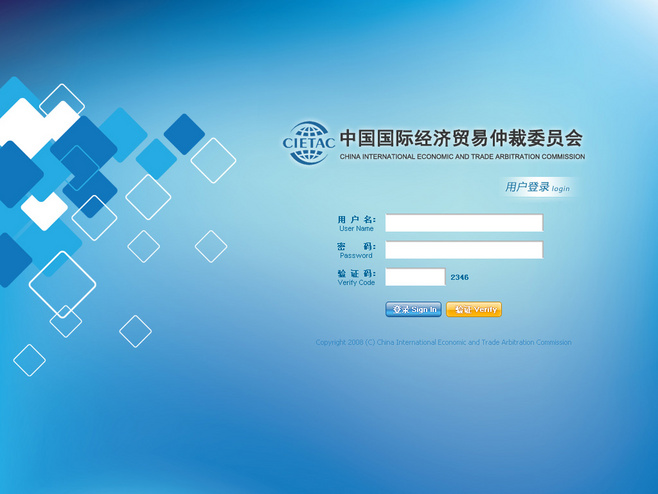 CIETAC 中国国际经济贸易仲裁委员会
CHINA INTERNATIONAL ECONOMIC AND TRADE ARBITRATION COMMISSION
用户登录 login
用 户 名:
User Name
密 码:
Password
验 证 码: 2346
Verify Code
登录 Sign In 验证 Verify
Copyright 2008 (C) China International Economic and Trade Arbitration Commission